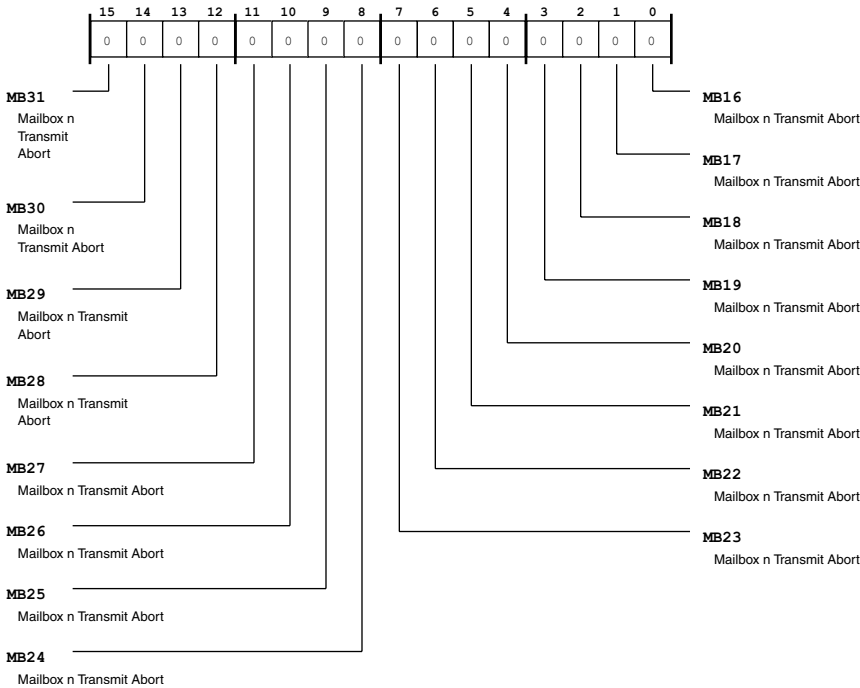 15 14 13 12 11 10 9 8 7 6 5 4 3 2 1 0
0 0 0 0 0 0 0 0 0 0 0 0 0 0 0 0
MB31
Mailbox n
Transmit
Abort
MB30
Mailbox n
Transmit Abort
MB29
Mailbox n Transmit
Abort
MB28
Mailbox n Transmit
Abort
MB27
Mailbox n Transmit Abort
MB26
Mailbox n Transmit Abort
MB25
Mailbox n Transmit Abort
MB24
Mailbox n Transmit Abort
MB16
Mailbox n Transmit Abort
MB17
Mailbox n Transmit Abort
MB18
Mailbox n Transmit Abort
MB19
Mailbox n Transmit Abort
MB20
Mailbox n Transmit Abort
MB21
Mailbox n Transmit Abort
MB22
Mailbox n Transmit Abort
MB23
Mailbox n Transmit Abort